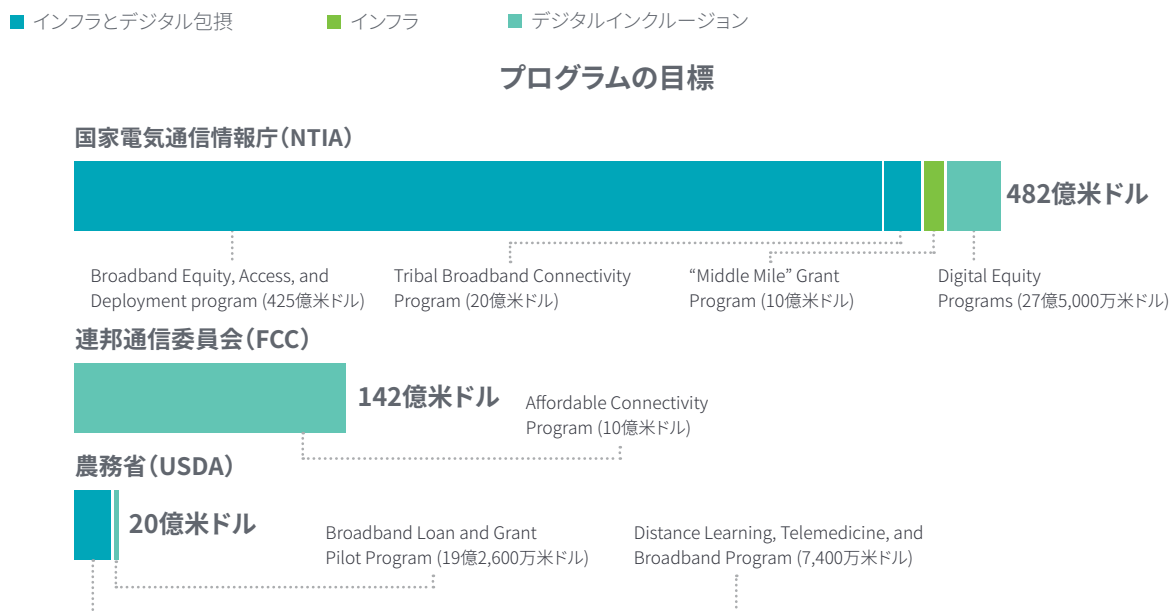 インフラとデジタル包摂
インフラ
デジタルインクルージョン
プログラムの目標
国家電気通信情報庁（NTIA）
482億米ドル
Broadband Equity, Access, and
Deployment program (425億米ドル)
Tribal Broadband Connectivity
Program (20億米ドル)
“Middle Mile” Grant
Program (10億米ドル)
Digital Equity
Programs (27億5,000万米ドル)
連邦通信委員会（FCC）
142億米ドル
Affordable Connectivity
Program (10億米ドル)
農務省（USDA）
20億米ドル
Broadband Loan and Grant
Pilot Program (19億2,600万米ドル)
Distance Learning, Telemedicine, and
Broadband Program (7,400万米ドル)